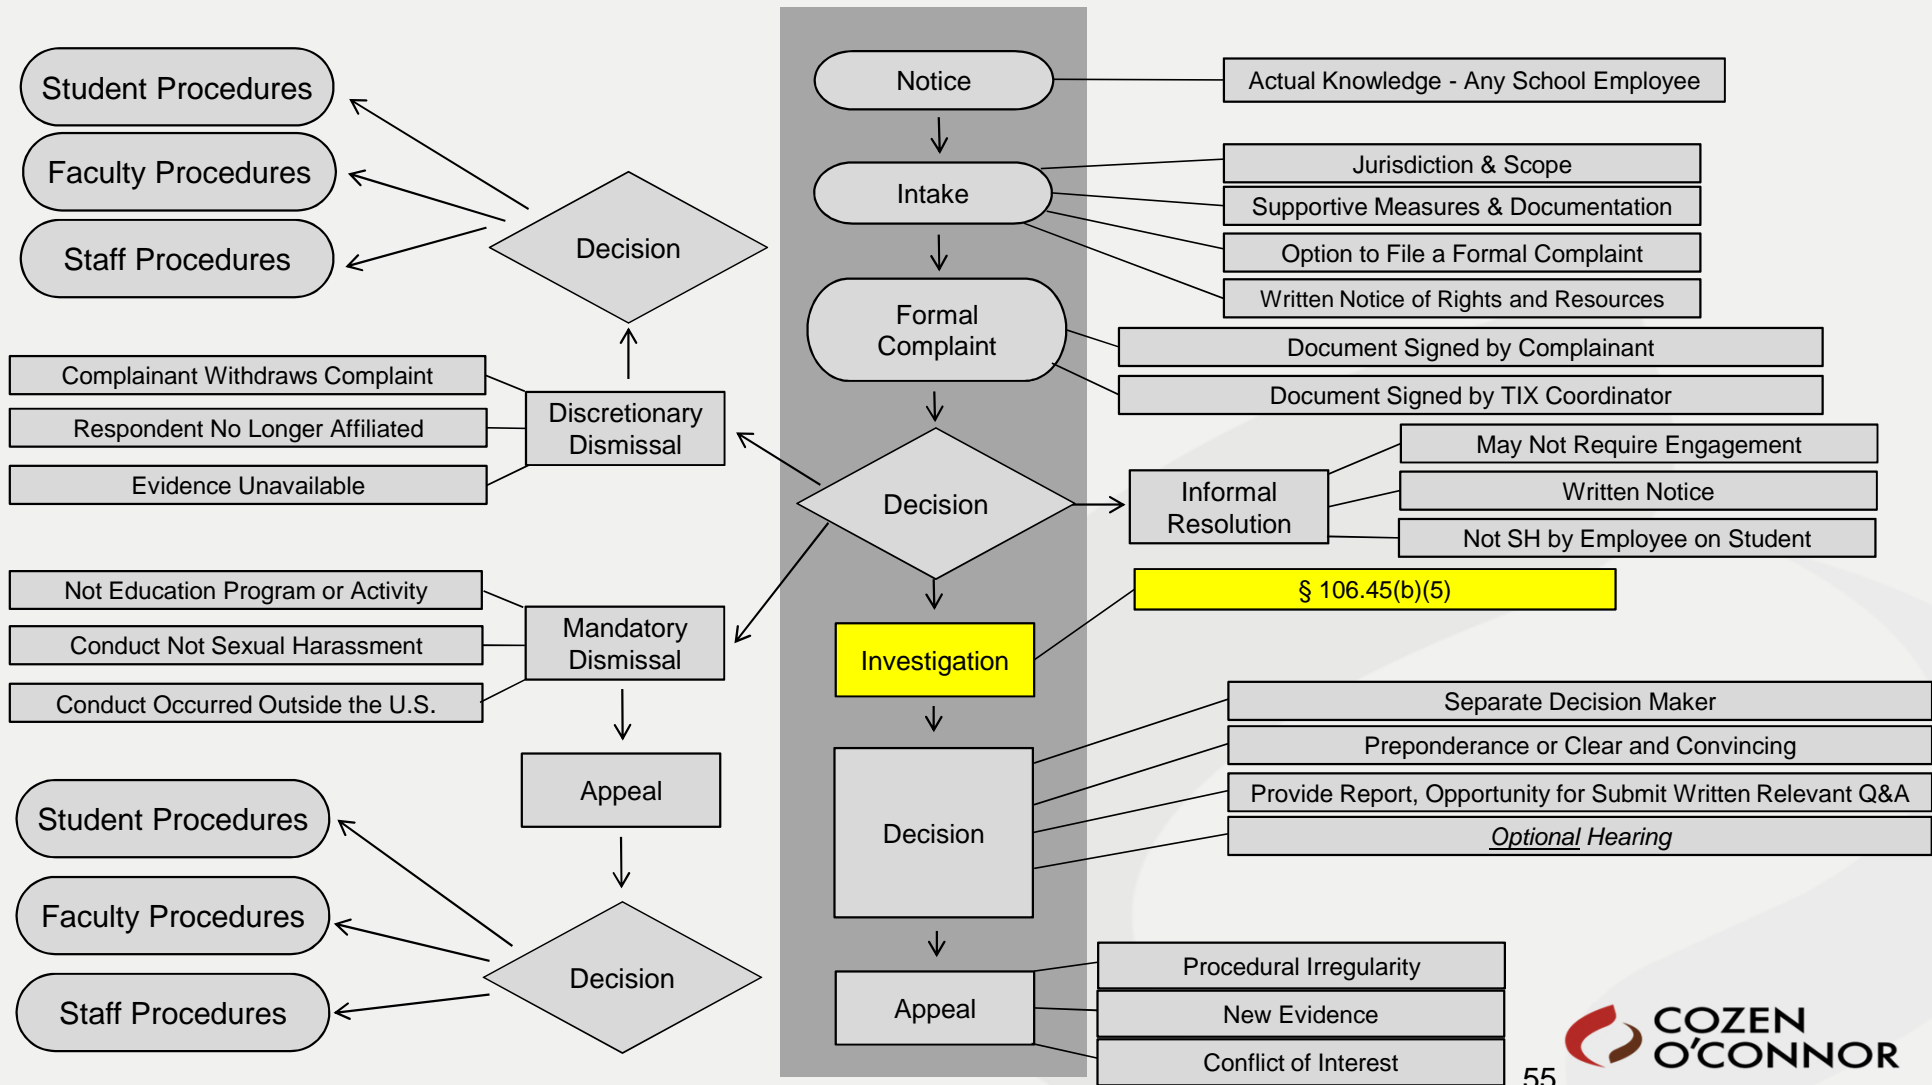 Student Procedures
Faculty Procedures
Staff Procedures
Decision
Complainant Withdraws Complaint
Respondent No Longer Affiliated
Evidence Unavailable
Discretionary
Dismissal
Not Education Program or Activity
Conduct Not Sexual Harassment
Conduct Occurred Outside the U.S.
Mandatory
Dismissal
Appeal
Student Procedures
Faculty Procedures
Staff Procedures
Decision
Notice
Actual Knowledge - Any School Employee
Intake
Jurisdiction & Scope
Supportive Measures & Documentation
Option to File a Formal Complaint
Written Notice of Rights and Resources
Formal
Complaint
Document Signed by Complainant
Document Signed by TIX Coordinator
Decision
Informal
Resolution
May Not Require Engagement
Written Notice
Not SH by Employee on Student
§ 106.45(b)(5)
Investigation
Decision
Separate Decision Maker
Preponderance or Clear and Convincing
Provide Report, Opportunity for Submit Written Relevant Q&A
Optional Hearing
Appeal
Procedural Irregularity
New Evidence
Conflict of Interest
COZEN
O'CONNOR
55